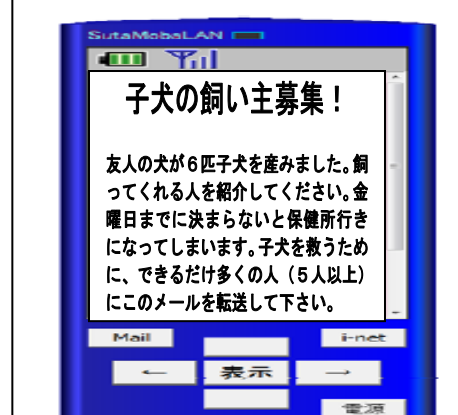 SutaMobaLAN
子犬の飼い主募集！
友人の犬が６匹子犬を産みました。飼
ってくれる人を紹介してください。金
曜日までに決まらないと保健所行き
になってしまいます。子犬を救うため
に、できるだけ多くの人（５人以上）
にこのメールを転送して下さい。
Mail
i-net
← 表示 →
電源